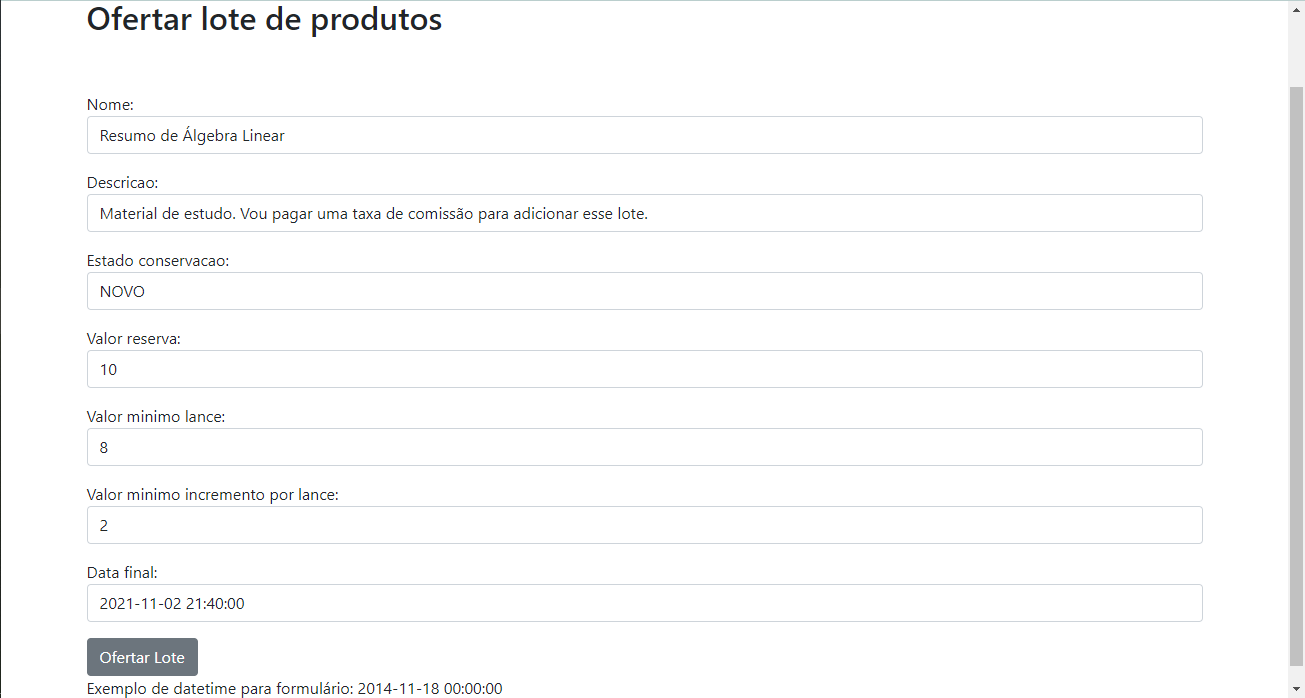 Ofertar lote de produtos
Nome:
Resumo de Álgebra Linear
Descricao:
Material de estudo. Vou pagar uma taxa de comissão para adicionar esse lote.
Estado conservacao:
NOVO
Valor reserva:
10
Valor minimo lance:
8
Valor minimo incremento por lance:
2
Data final:
2021-11-02 21:40:00
Ofertar Lote
Exemplo de datetime para formulário: 2014-11-18 00:00:00